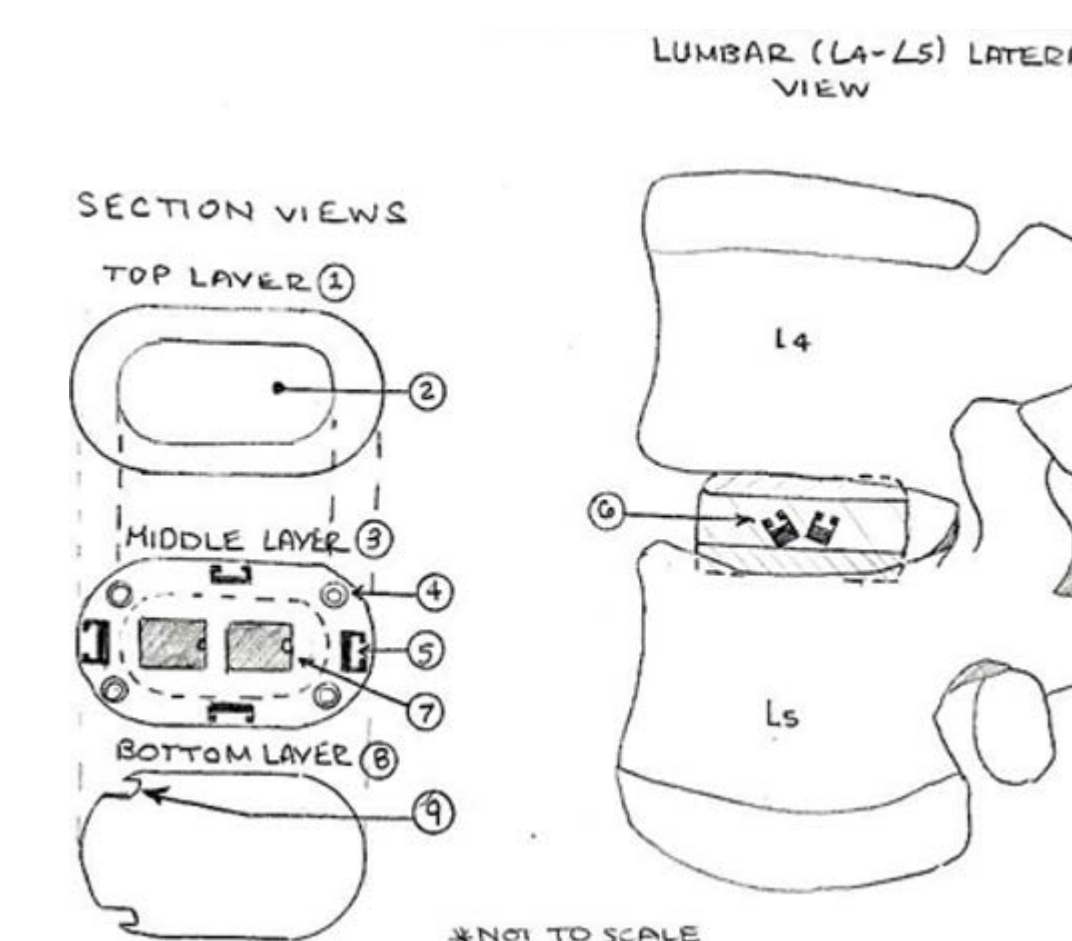 LUMBAR (L4-L5) LATERA
VIEW
SECTION VIEWS
TOP LAYER 1
2
MIDDLE LAYER 3
4
5
7
BOTTOM LAYER 8
9
L4
6
L5
*NOT TO SCALE